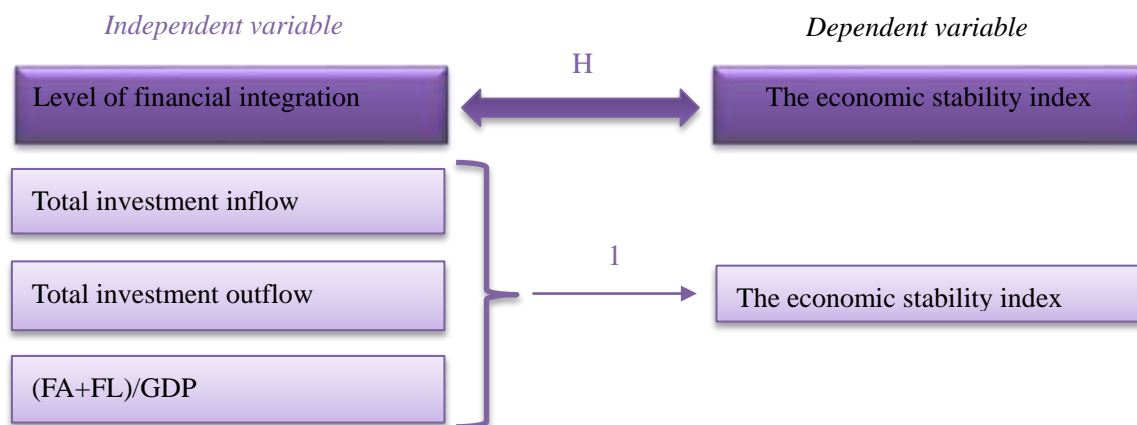 Independent variable
Dependent variable
H
Level of financial integration
The economic stability index
Total investment inflow
Total investment outflow
1
The economic stability index
(FA+FL)/GDP